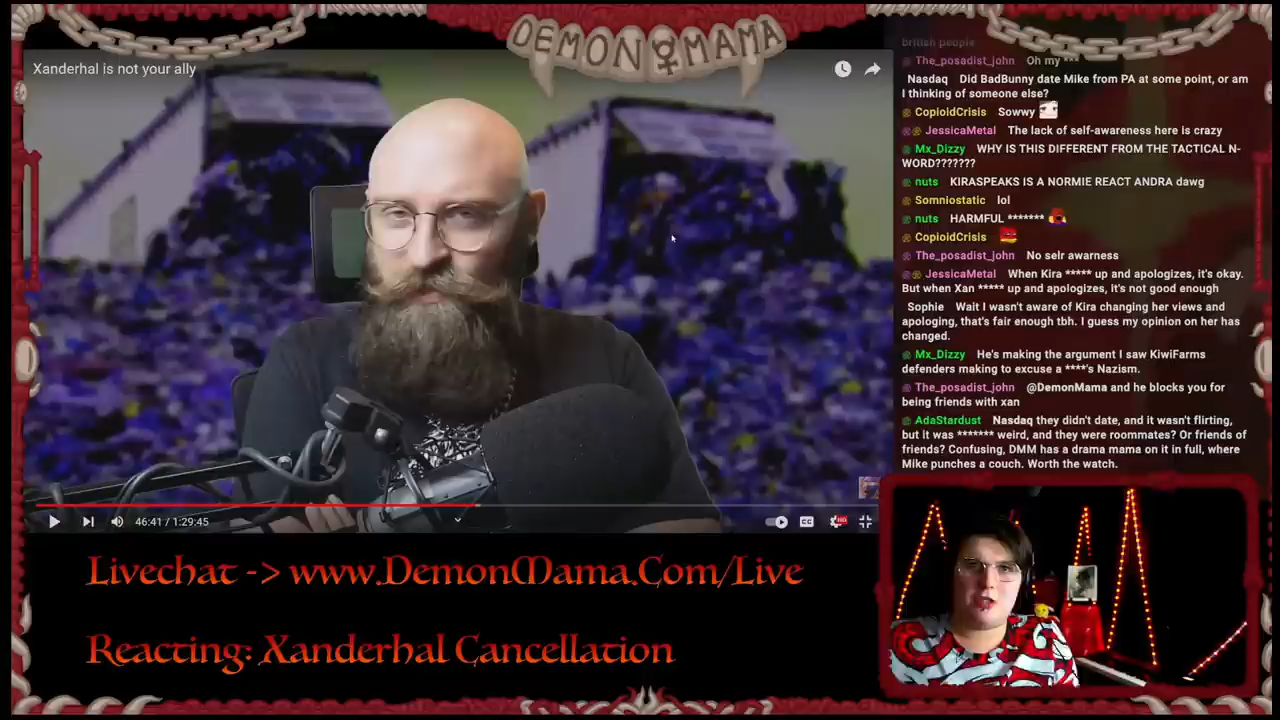 DEMON MAMA
Xanderhal is not your ally
46:41 / 1:29:45
CC
HD
Livechat -> www.DemonMama.Com/Live
Reacting: Xanderhal Cancellation
british people
The_posadist_john Oh my ***
Nasdaq Did BadBunny date Mike from PA at some point, or am
I thinking of someone else?
CopioidCrisis Sowwy
JessicaMetal The lack of self-awareness here is crazy
Mx_Dizzy WHY IS THIS DIFFERENT FROM THE TACTICAL N-
WORD???????
nuts KIRASPEAKS IS A NORMIE REACT ANDRA dawg
Somniostatic lol
nuts HARMFUL *******
CopioidCrisis
The_posadist_john No selr awarness
JessicaMetal When Kira ***** up and apologizes, it's okay.
But when Xan ***** up and apologizes, it's not good enough
Sophie Wait I wasn't aware of Kira changing her views and
apologing, that's fair enough tbh. I guess my opinion on her has
changed.
Mx_Dizzy He's making the argument I saw KiwiFarms
defenders making to excuse a ****'s Nazism.
The_posadist_john @DemonMama and he blocks you for
being friends with xan
AdaStardust Nasdaq they didn't date, and it wasn't flirting,
but it was ******* weird, and they were roommates? Or friends of
friends? Confusing, DMM has a drama mama on it in full, where
Mike punches a couch. Worth the watch.